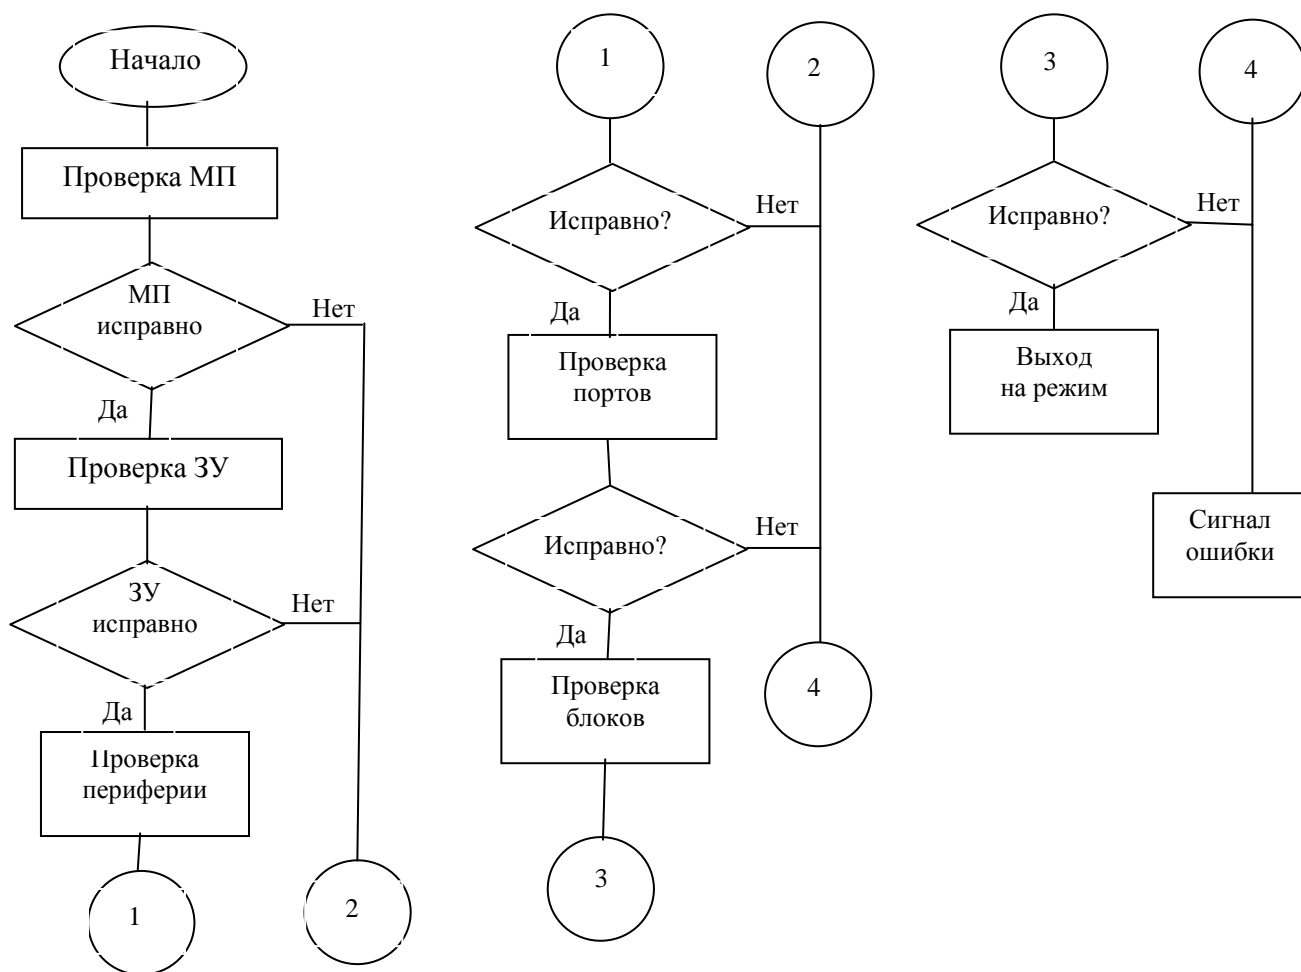 Начало
Проверка МП
МП
исправно
Нет
Да
Проверка ЗУ
ЗУ
исправно
Нет
Да
Проверка
периферии
1
2
1
2
Исправно?
Нет
Да
Проверка
портов
Исправно?
Нет
Да
Проверка
блоков
4
3
3
4
Исправно?
Нет
Да
Выход
на режим
Сигнал
ошибки